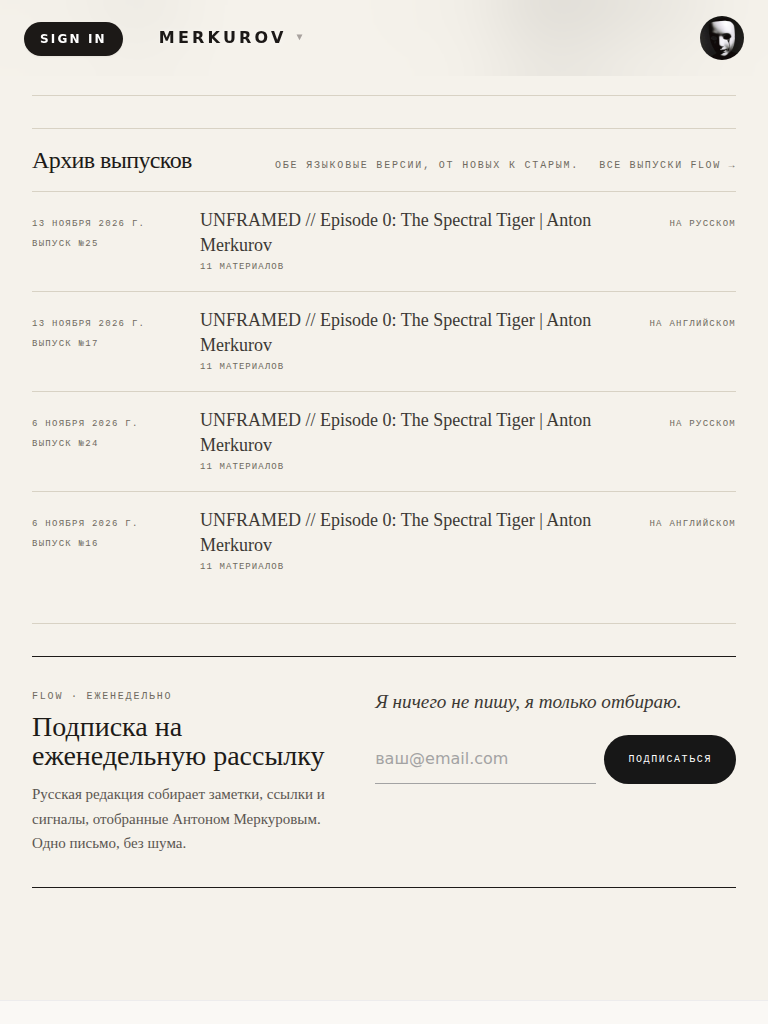 SIGN IN
MERKUROV ▼
Архив выпусков
ОБЕ ЯЗЫКОВЫЕ ВЕРСИИ, ОТ НОВЫХ К СТАРЫМ.
ВСЕ ВЫПУСКИ FLOW →
13 НОЯБРЯ 2026 Г.
ВЫПУСК №25
UNFRAMED // Episode 0: The Spectral Tiger | Anton
Merkurov
11 МАТЕРИАЛОВ
НА РУССКОМ
13 НОЯБРЯ 2026 Г.
ВЫПУСК №17
UNFRAMED // Episode 0: The Spectral Tiger | Anton
Merkurov
11 МАТЕРИАЛОВ
НА АНГЛИЙСКОМ
6 НОЯБРЯ 2026 Г.
ВЫПУСК №24
UNFRAMED // Episode 0: The Spectral Tiger | Anton
Merkurov
11 МАТЕРИАЛОВ
НА РУССКОМ
6 НОЯБРЯ 2026 Г.
ВЫПУСК №16
UNFRAMED // Episode 0: The Spectral Tiger | Anton
Merkurov
11 МАТЕРИАЛОВ
НА АНГЛИЙСКОМ
FLOW · ЕЖЕНЕДЕЛЬНО
Подписка на
еженедельную рассылку
Русская редакция собирает заметки, ссылки и
сигналы, отобранные Антоном Меркуровым.
Одно письмо, без шума.
Я ничего не пишу, я только отбираю.
ваш@email.com
ПОДПИСАТЬСЯ